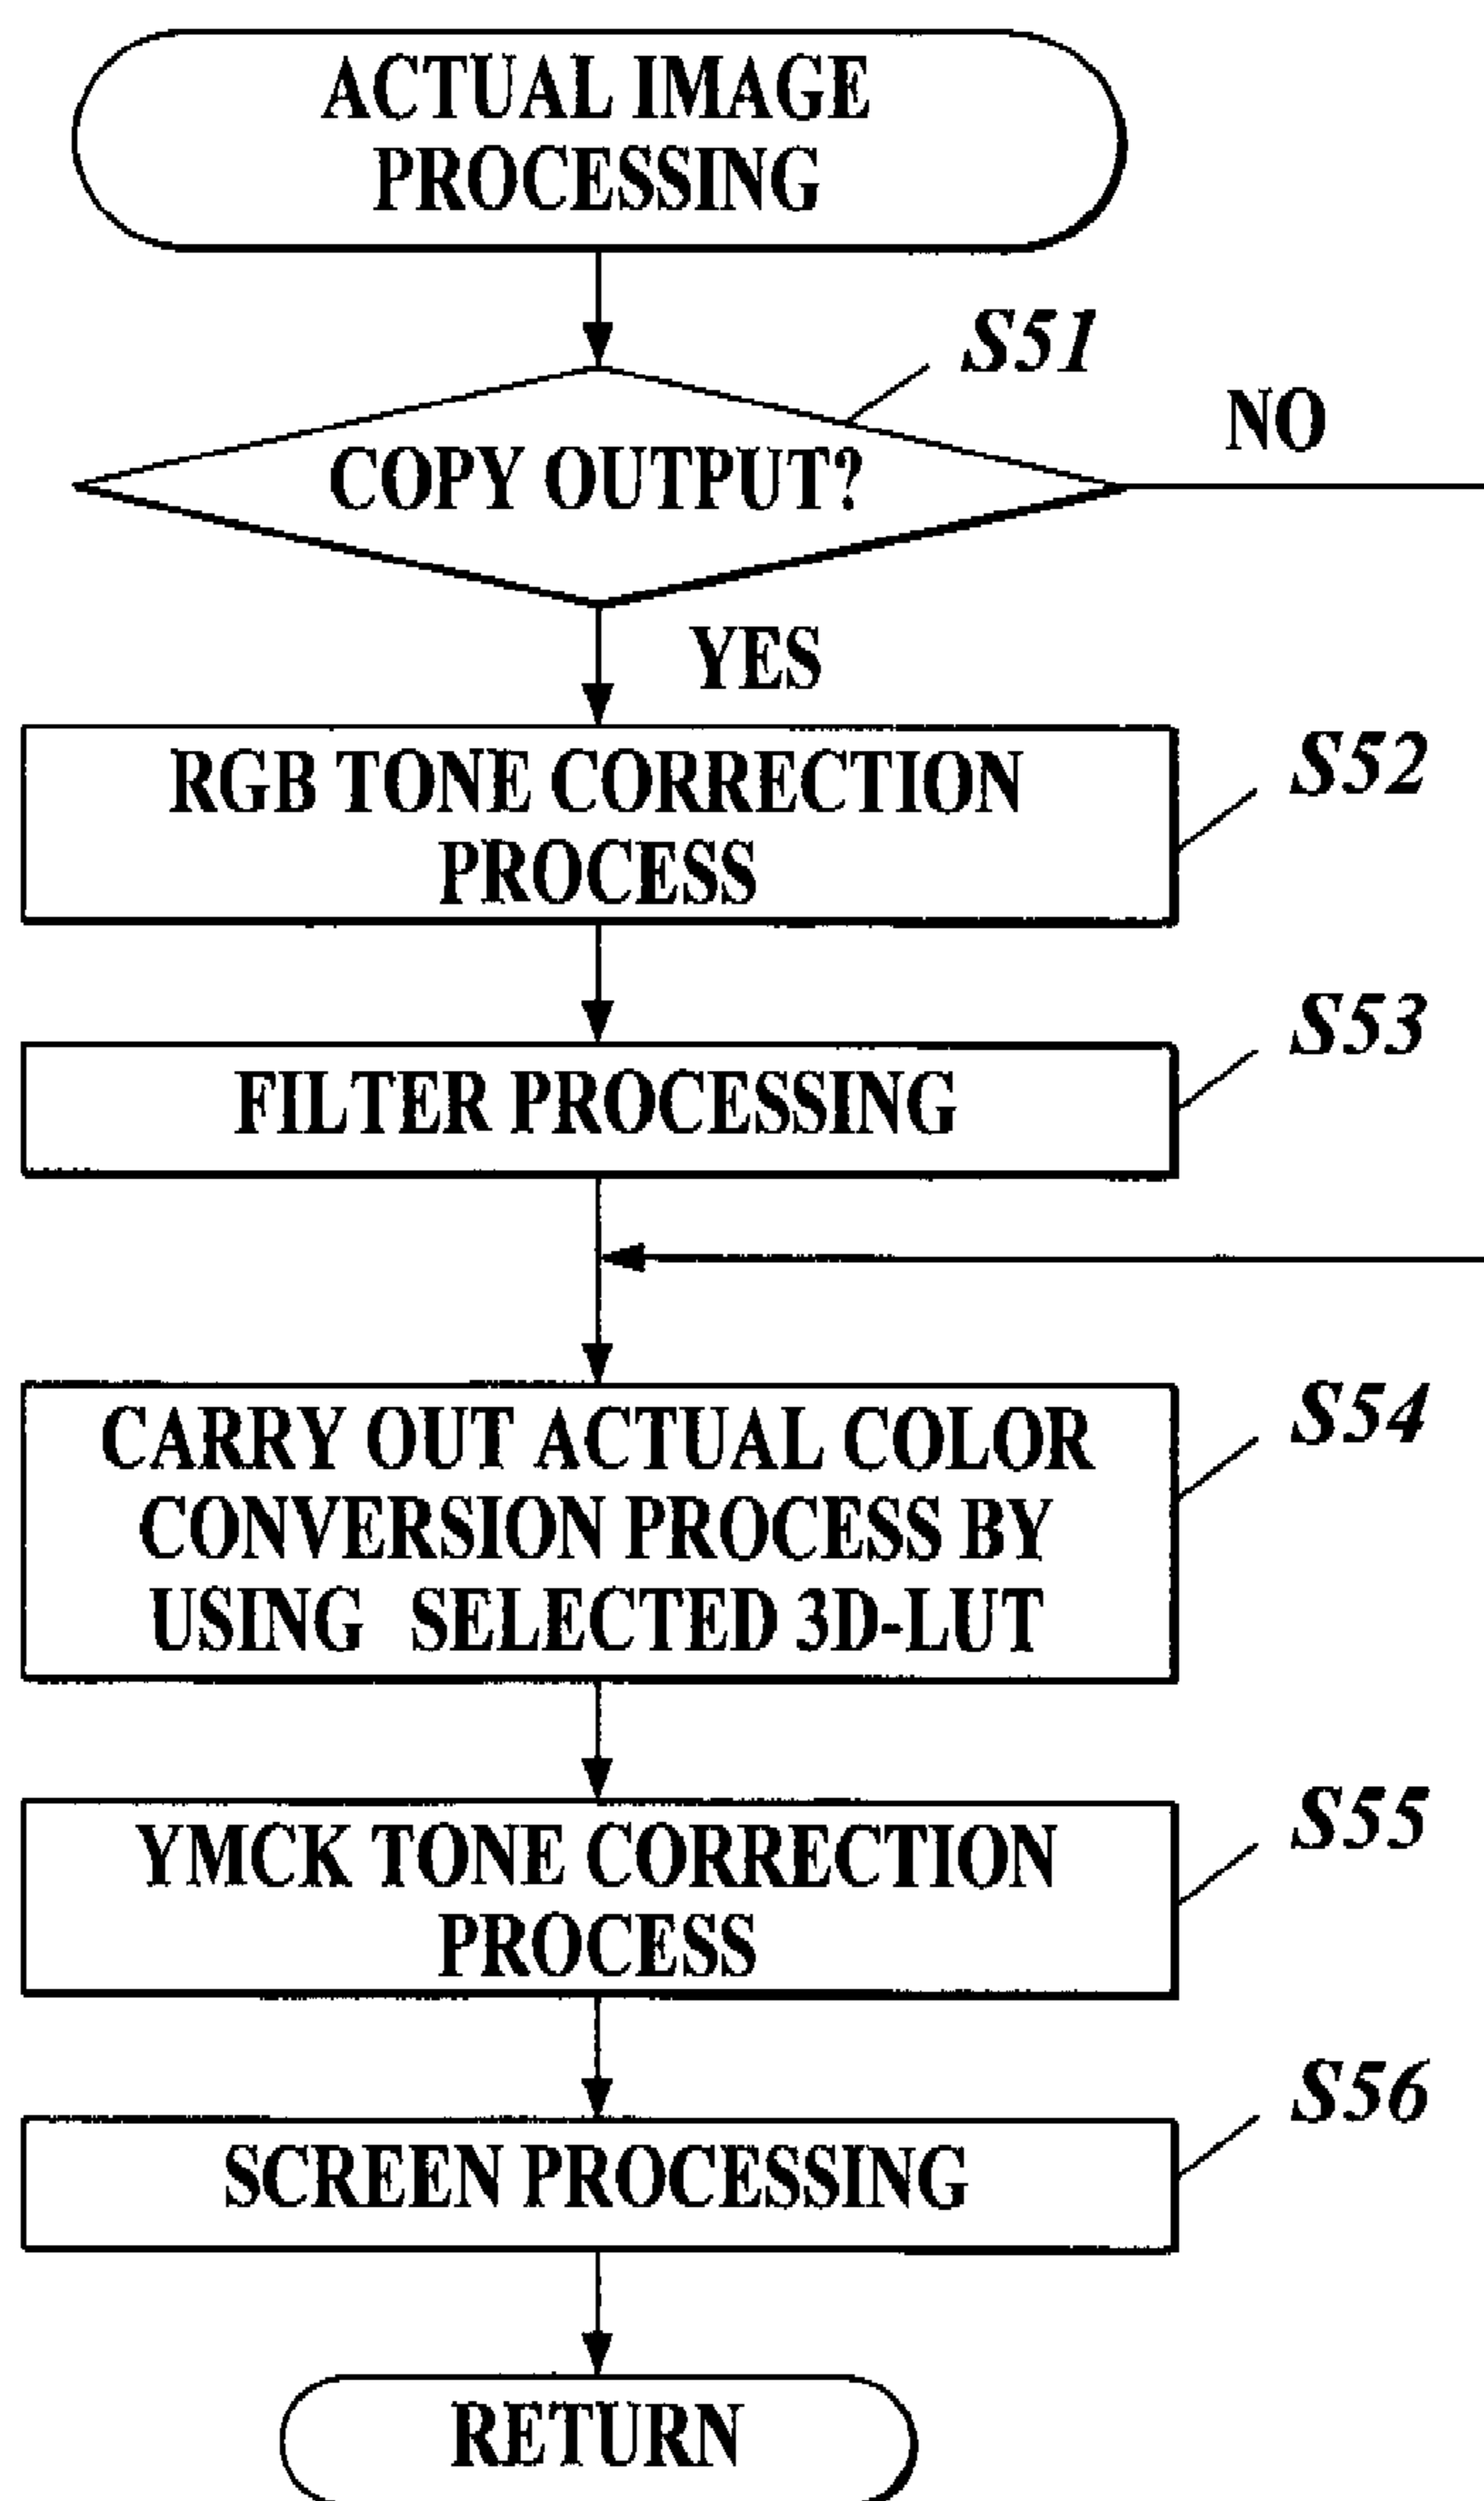 ACTUAL IMAGE
PROCESSING
S51
NO
COPY OUTPUT?
YES
RGB TONE CORRECTION
PROCESS
S52
FILTER PROCESSING
S53
CARRY OUT ACTUAL COLOR
CONVERSION PROCESS BY
USING SELECTED 3D-LUT
S54
YMCK TONE CORRECTION
PROCESS
S55
SCREEN PROCESSING
S56
RETURN